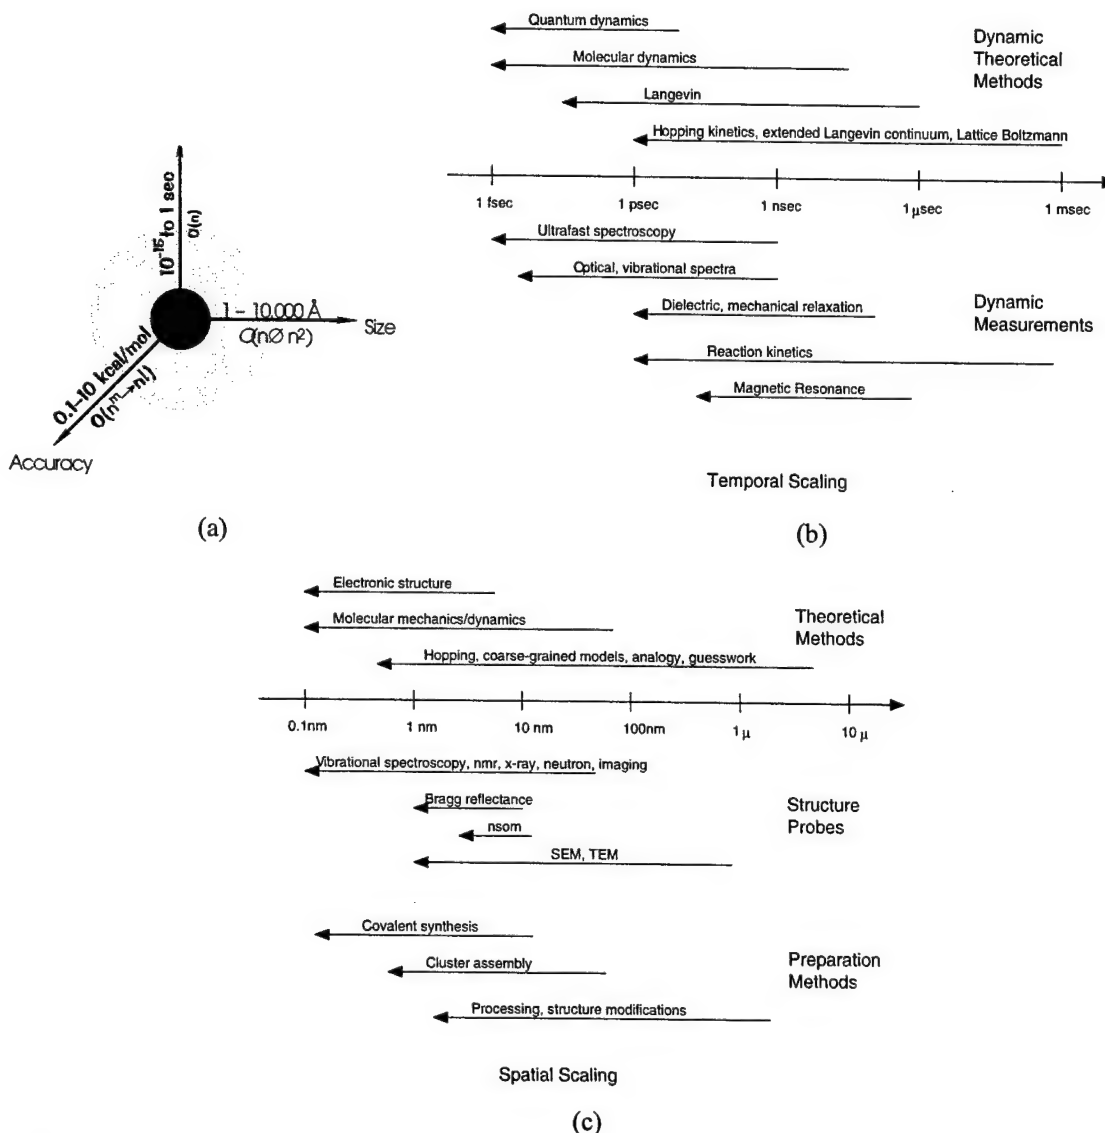 10⁻¹⁵ to 1 sec
O(n)
1 – 10,000 Å
O(nØ n²)
Size
0.1–10 kcal/mol
O(nᵐ→n!)
Accuracy
(a)
Quantum dynamics
Molecular dynamics
Langevin
Hopping kinetics, extended Langevin continuum, Lattice Boltzmann
Dynamic
Theoretical
Methods
1 fsec 1 psec 1 nsec 1 μsec 1 msec
Ultrafast spectroscopy
Optical, vibrational spectra
Dielectric, mechanical relaxation
Reaction kinetics
Magnetic Resonance
Dynamic
Measurements
Temporal Scaling
(b)
Electronic structure
Molecular mechanics/dynamics
Hopping, coarse-grained models, analogy, guesswork
Theoretical
Methods
0.1nm 1 nm 10 nm 100nm 1 μ 10 μ
Vibrational spectroscopy, nmr, x-ray, neutron, imaging
Bragg reflectance
nsom
SEM, TEM
Structure
Probes
Covalent synthesis
Cluster assembly
Processing, structure modifications
Preparation
Methods
Spatial Scaling
(c)